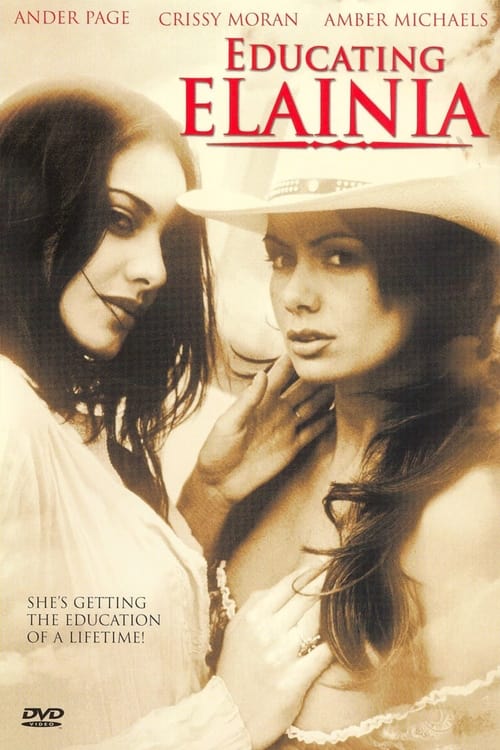 ANDER PAGE CRISSY MORAN AMBER MICHAELS
EDUCATING
ELAINIA
SHE'S GETTING
THE EDUCATION
OF A LIFETIME!
DVD
VIDEO